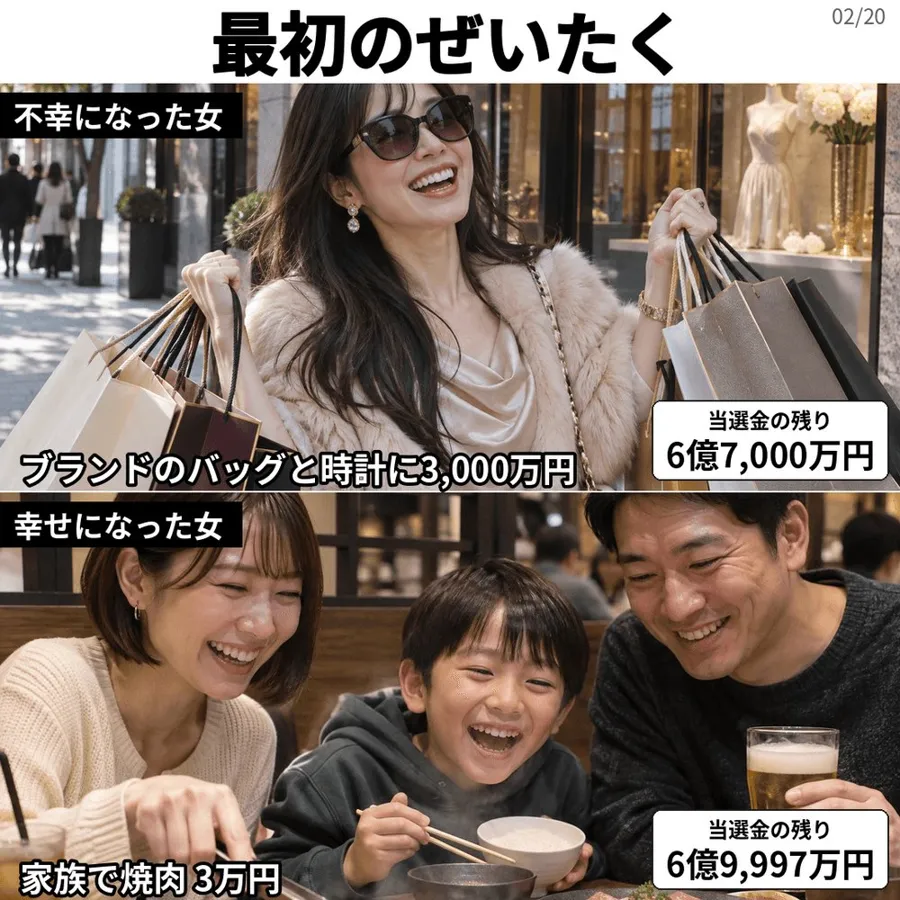 02/20
最初のぜいたく
不幸になった女
ブランドのバッグと時計に3,000万円
当選金の残り
6億7,000万円
幸せになった女
家族で焼肉 3万円
当選金の残り
6億9,997万円